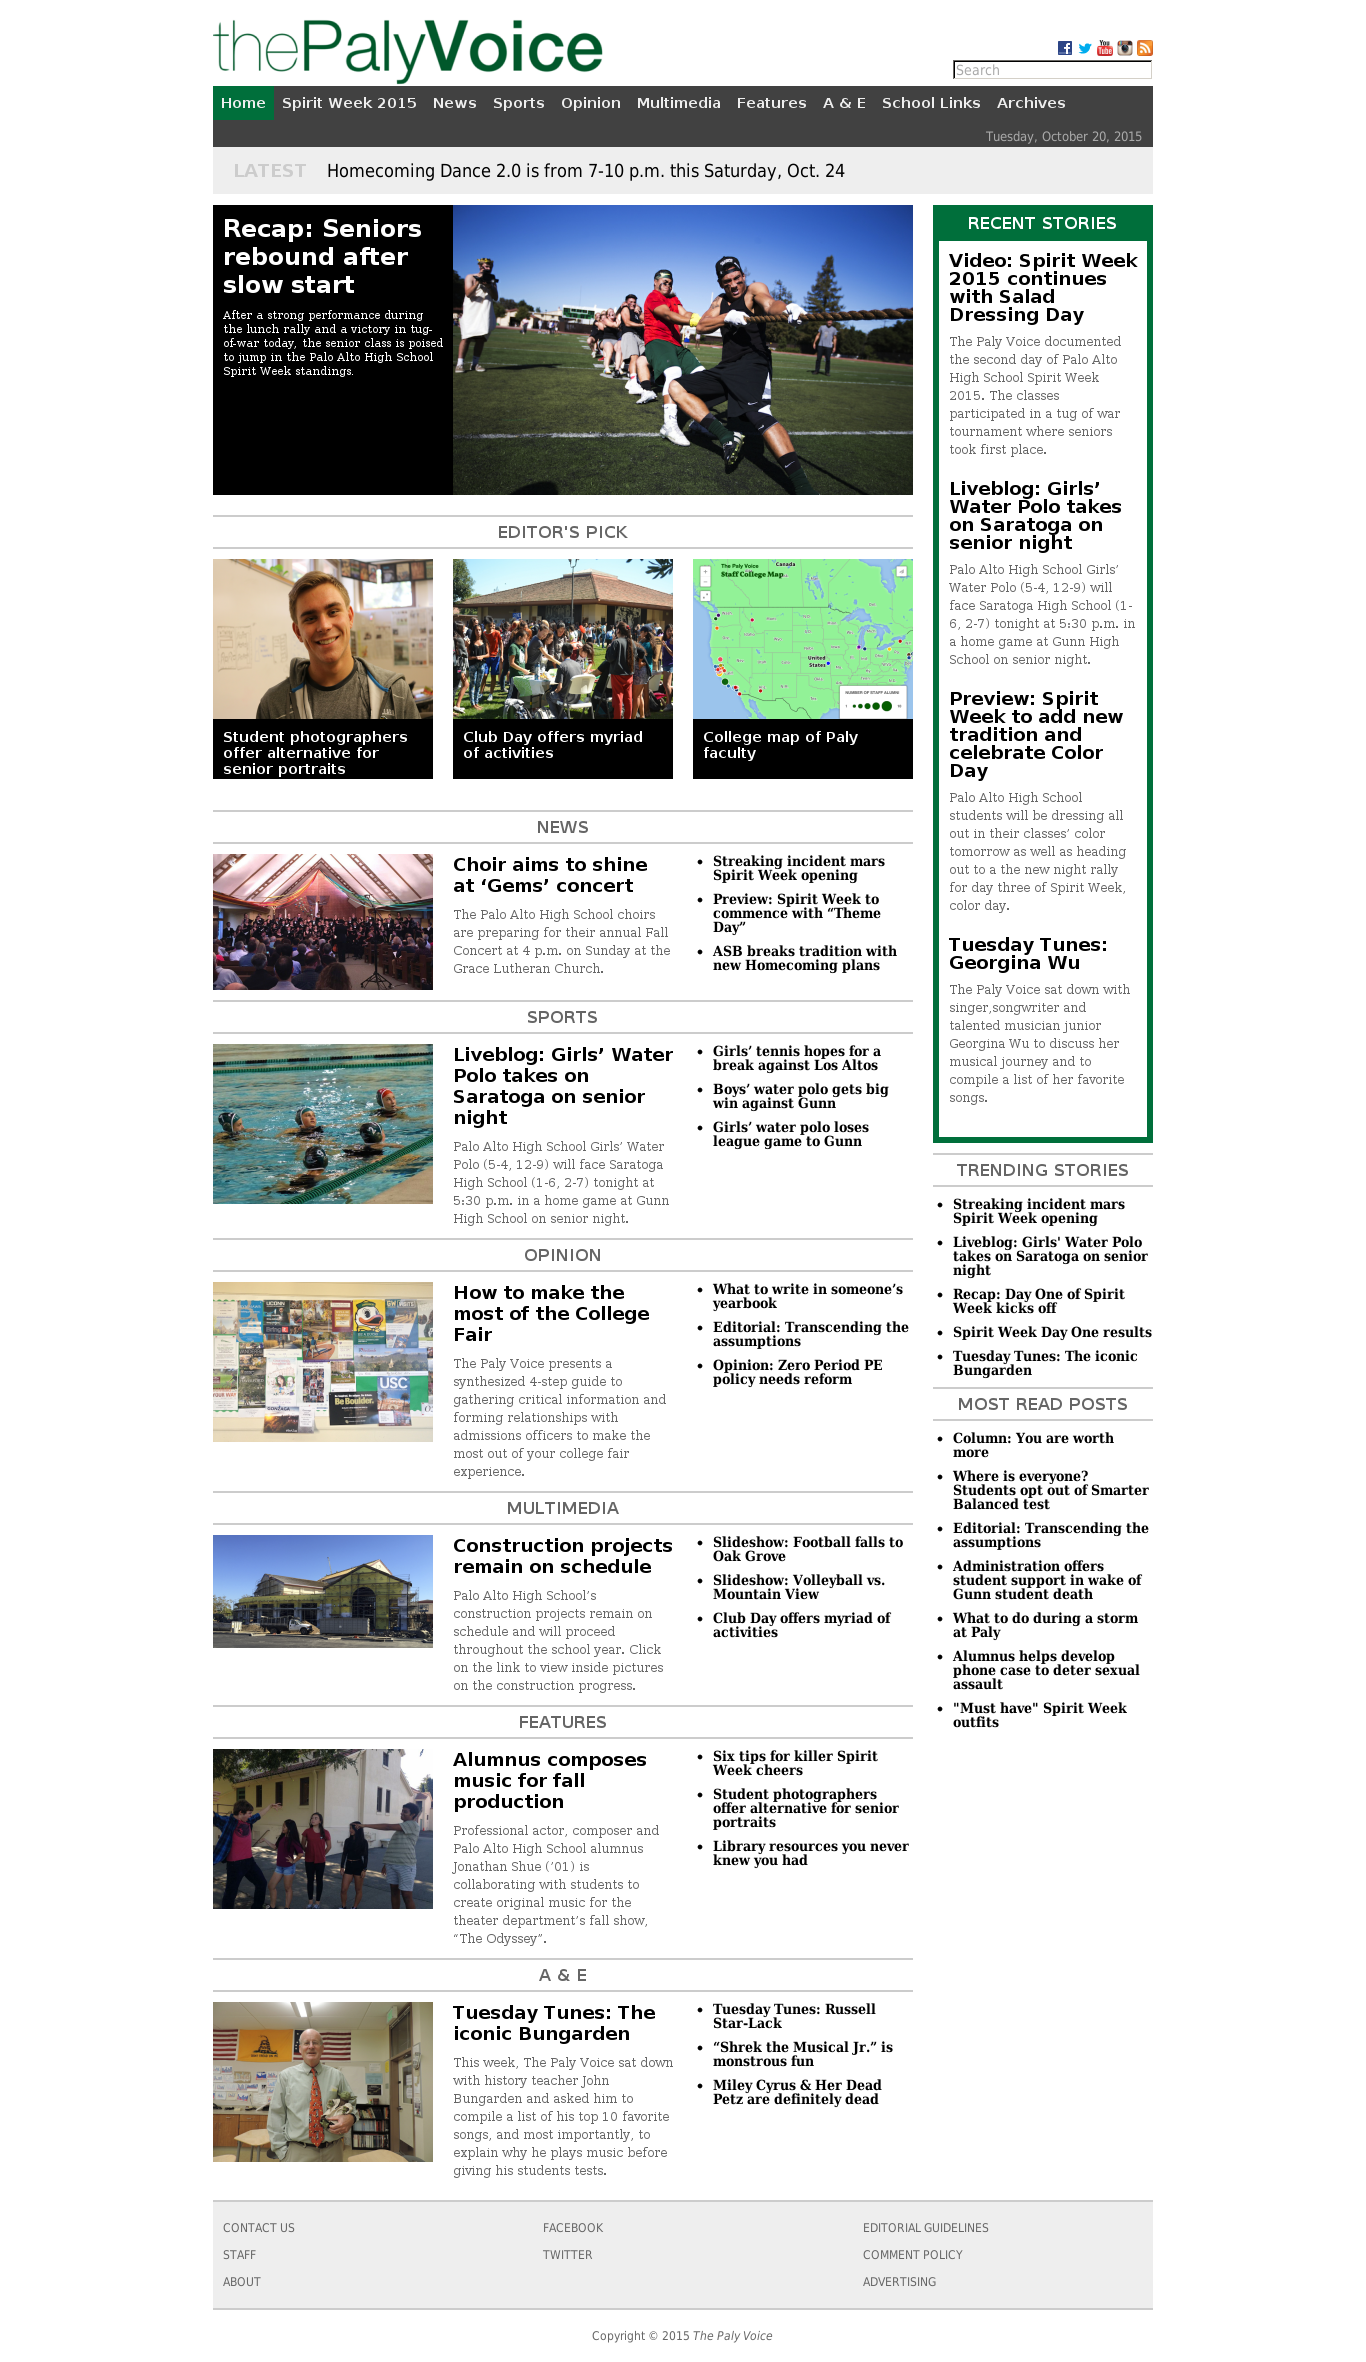 thePalyVoice
Search
Home Spirit Week 2015 News Sports Opinion Multimedia Features A & E School Links Archives
Tuesday, October 20, 2015
LATEST Homecoming Dance 2.0 is from 7-10 p.m. this Saturday, Oct. 24
Recap: Seniors
rebound after
slow start
After a strong performance during
the lunch rally and a victory in tug-
of-war today, the senior class is poised
to jump in the Palo Alto High School
Spirit Week standings.
EDITOR'S PICK
Student photographers
offer alternative for
senior portraits
Club Day offers myriad
of activities
The Paly Voice
Staff College Map
Canada
United
States
NUMBER OF STAFF ALUMNI
College map of Paly
faculty
NEWS
Choir aims to shine
at ‘Gems’ concert
The Palo Alto High School choirs
are preparing for their annual Fall
Concert at 4 p.m. on Sunday at the
Grace Lutheran Church.
• Streaking incident mars
Spirit Week opening
• Preview: Spirit Week to
commence with “Theme
Day”
• ASB breaks tradition with
new Homecoming plans
SPORTS
Liveblog: Girls’ Water
Polo takes on
Saratoga on senior
night
Palo Alto High School Girls’ Water
Polo (5-4, 12-9) will face Saratoga
High School (1-6, 2-7) tonight at
5:30 p.m. in a home game at Gunn
High School on senior night.
• Girls’ tennis hopes for a
break against Los Altos
• Boys’ water polo gets big
win against Gunn
• Girls’ water polo loses
league game to Gunn
OPINION
UCONN
USC
Be Boulder.
GONZAGA
How to make the
most of the College
Fair
The Paly Voice presents a
synthesized 4-step guide to
gathering critical information and
forming relationships with
admissions officers to make the
most out of your college fair
experience.
• What to write in someone’s
yearbook
• Editorial: Transcending the
assumptions
• Opinion: Zero Period PE
policy needs reform
MULTIMEDIA
Construction projects
remain on schedule
Palo Alto High School’s
construction projects remain on
schedule and will proceed
throughout the school year. Click
on the link to view inside pictures
on the construction progress.
• Slideshow: Football falls to
Oak Grove
• Slideshow: Volleyball vs.
Mountain View
• Club Day offers myriad of
activities
FEATURES
Alumnus composes
music for fall
production
Professional actor, composer and
Palo Alto High School alumnus
Jonathan Shue (’01) is
collaborating with students to
create original music for the
theater department’s fall show,
“The Odyssey”.
• Six tips for killer Spirit
Week cheers
• Student photographers
offer alternative for senior
portraits
• Library resources you never
knew you had
A & E
Tuesday Tunes: The
iconic Bungarden
This week, The Paly Voice sat down
with history teacher John
Bungarden and asked him to
compile a list of his top 10 favorite
songs, and most importantly, to
explain why he plays music before
giving his students tests.
• Tuesday Tunes: Russell
Star-Lack
• “Shrek the Musical Jr.” is
monstrous fun
• Miley Cyrus & Her Dead
Petz are definitely dead
RECENT STORIES
Video: Spirit Week
2015 continues
with Salad
Dressing Day
The Paly Voice documented
the second day of Palo Alto
High School Spirit Week
2015. The classes
participated in a tug of war
tournament where seniors
took first place.
Liveblog: Girls’
Water Polo takes
on Saratoga on
senior night
Palo Alto High School Girls’
Water Polo (5-4, 12-9) will
face Saratoga High School (1-
6, 2-7) tonight at 5:30 p.m. in
a home game at Gunn High
School on senior night.
Preview: Spirit
Week to add new
tradition and
celebrate Color
Day
Palo Alto High School
students will be dressing all
out in their classes’ color
tomorrow as well as heading
out to a the new night rally
for day three of Spirit Week,
color day.
Tuesday Tunes:
Georgina Wu
The Paly Voice sat down with
singer,songwriter and
talented musician junior
Georgina Wu to discuss her
musical journey and to
compile a list of her favorite
songs.
TRENDING STORIES
• Streaking incident mars
Spirit Week opening
• Liveblog: Girls' Water Polo
takes on Saratoga on senior
night
• Recap: Day One of Spirit
Week kicks off
• Spirit Week Day One results
• Tuesday Tunes: The iconic
Bungarden
MOST READ POSTS
• Column: You are worth
more
• Where is everyone?
Students opt out of Smarter
Balanced test
• Editorial: Transcending the
assumptions
• Administration offers
student support in wake of
Gunn student death
• What to do during a storm
at Paly
• Alumnus helps develop
phone case to deter sexual
assault
• "Must have" Spirit Week
outfits
CONTACT US
STAFF
ABOUT
FACEBOOK
TWITTER
EDITORIAL GUIDELINES
COMMENT POLICY
ADVERTISING
Copyright © 2015 The Paly Voice